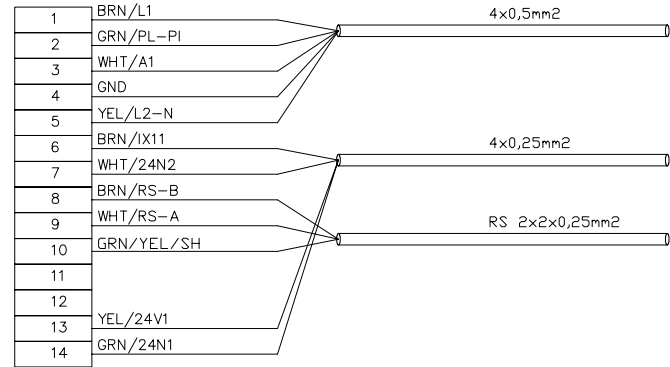 1 BRN/L1
2 GRN/PL-PI
3 WHT/A1
4 GND
5 YEL/L2-N
6 BRN/IX11
7 WHT/24N2
8 BRN/RS-B
9 WHT/RS-A
10 GRN/YEL/SH
11
12
13 YEL/24V1
14 GRN/24N1
4x0,5mm2
4x0,25mm2
RS 2x2x0,25mm2